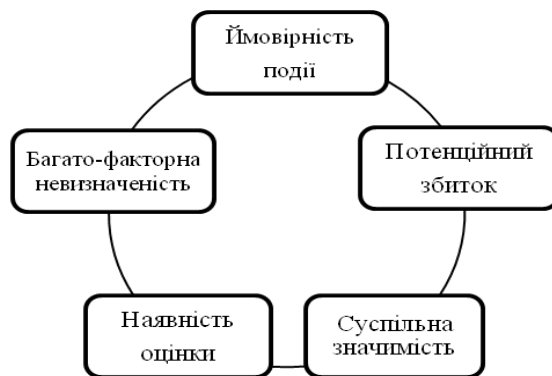 Ймовірність
події
Багато-факторна
невизначеність
Потенційний
збиток
Наявність
оцінки
Суспільна
значимість